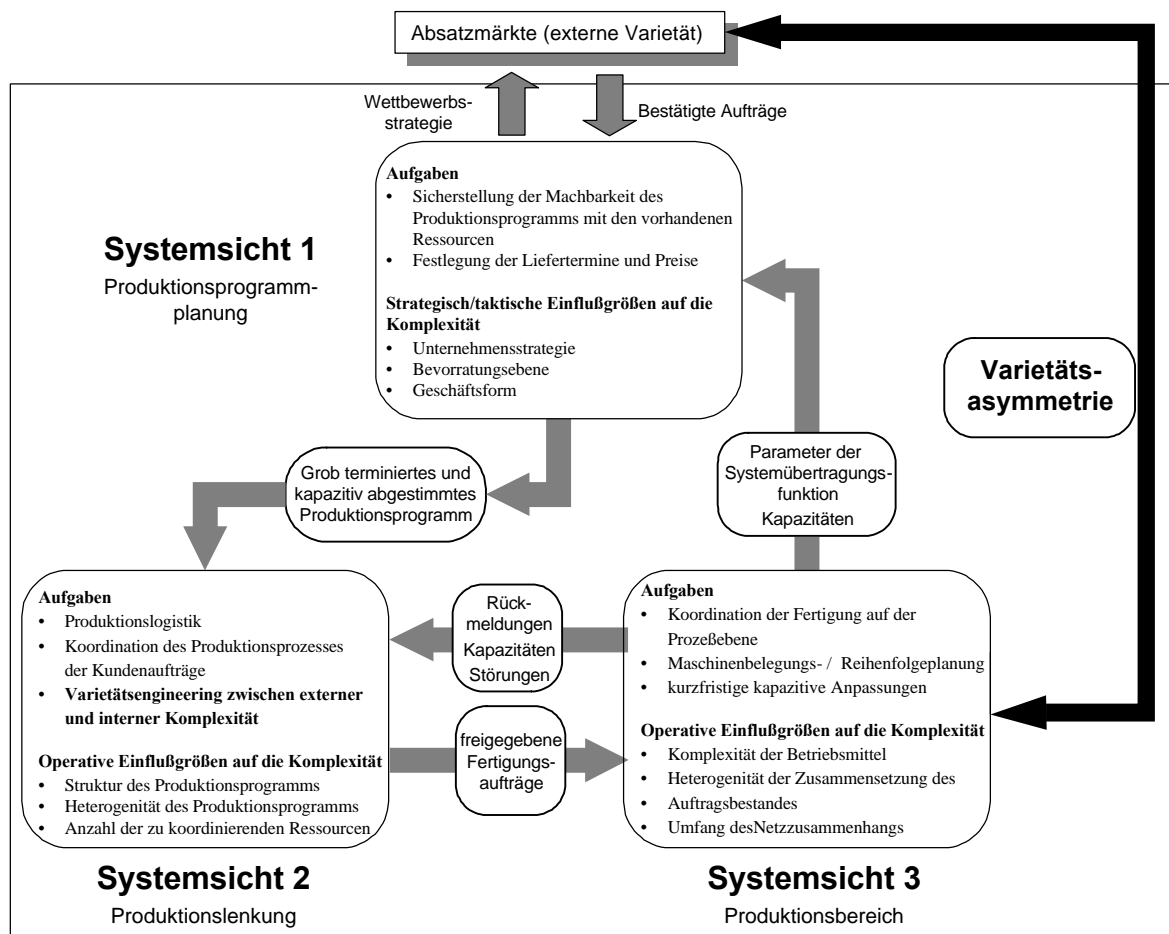 Absatzmärkte (externe Varietät)
Wettbewerbs-
strategie
Bestätigte Aufträge
Systemsicht 1
Produktionsprogramm-
planung
Aufgaben
• Sicherstellung der Machbarkeit des
Produktionsprogramms mit den vorhandenen
Ressourcen
• Festlegung der Liefertermine und Preise
Strategisch/taktische Einflußgrößen auf die
Komplexität
• Unternehmensstrategie
• Bevorratungsebene
• Geschäftsform
Varietäts-
asymmetrie
Grob terminiertes und
kapazitiv abgestimmtes
Produktionsprogramm
Parameter der
Systemübertragungs-
funktion
Kapazitäten
Aufgaben
• Produktionslogistik
• Koordination des Produktionsprozesses
der Kundenaufträge
• Varietätsengineering zwischen externer
und interner Komplexität
Operative Einflußgrößen auf die Komplexität
• Struktur des Produktionsprogramms
• Heterogenität des Produktionsprogramms
• Anzahl der zu koordinierenden Ressourcen
Rück-
meldungen
Kapazitäten
Störungen
freigegebene
Fertigungs-
aufträge
Aufgaben
• Koordination der Fertigung auf der
Prozeßebene
• Maschinenbelegungs- / Reihenfolgeplanung
• kurzfristige kapazitive Anpassungen
Operative Einflußgrößen auf die Komplexität
• Komplexität der Betriebsmittel
• Heterogenität der Zusammensetzung des
• Auftragsbestandes
• Umfang desNetzzusammenhangs
Systemsicht 2
Produktionslenkung
Systemsicht 3
Produktionsbereich